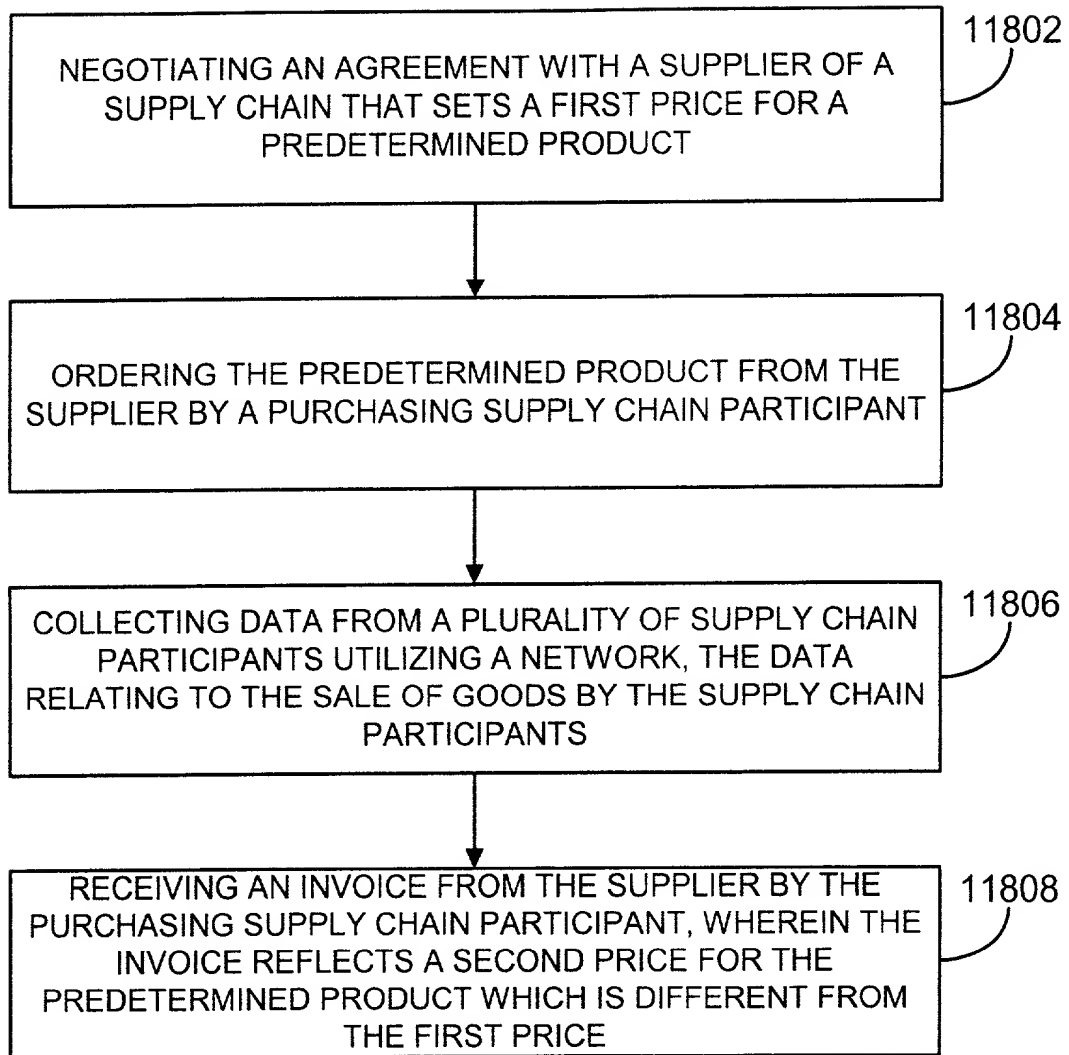 11802
NEGOTIATING AN AGREEMENT WITH A SUPPLIER OF A
SUPPLY CHAIN THAT SETS A FIRST PRICE FOR A
PREDETERMINED PRODUCT
11804
ORDERING THE PREDETERMINED PRODUCT FROM THE
SUPPLIER BY A PURCHASING SUPPLY CHAIN PARTICIPANT
11806
COLLECTING DATA FROM A PLURALITY OF SUPPLY CHAIN
PARTICIPANTS UTILIZING A NETWORK, THE DATA
RELATING TO THE SALE OF GOODS BY THE SUPPLY CHAIN
PARTICIPANTS
11808
RECEIVING AN INVOICE FROM THE SUPPLIER BY THE
PURCHASING SUPPLY CHAIN PARTICIPANT, WHEREIN THE
INVOICE REFLECTS A SECOND PRICE FOR THE
PREDETERMINED PRODUCT WHICH IS DIFFERENT FROM
THE FIRST PRICE